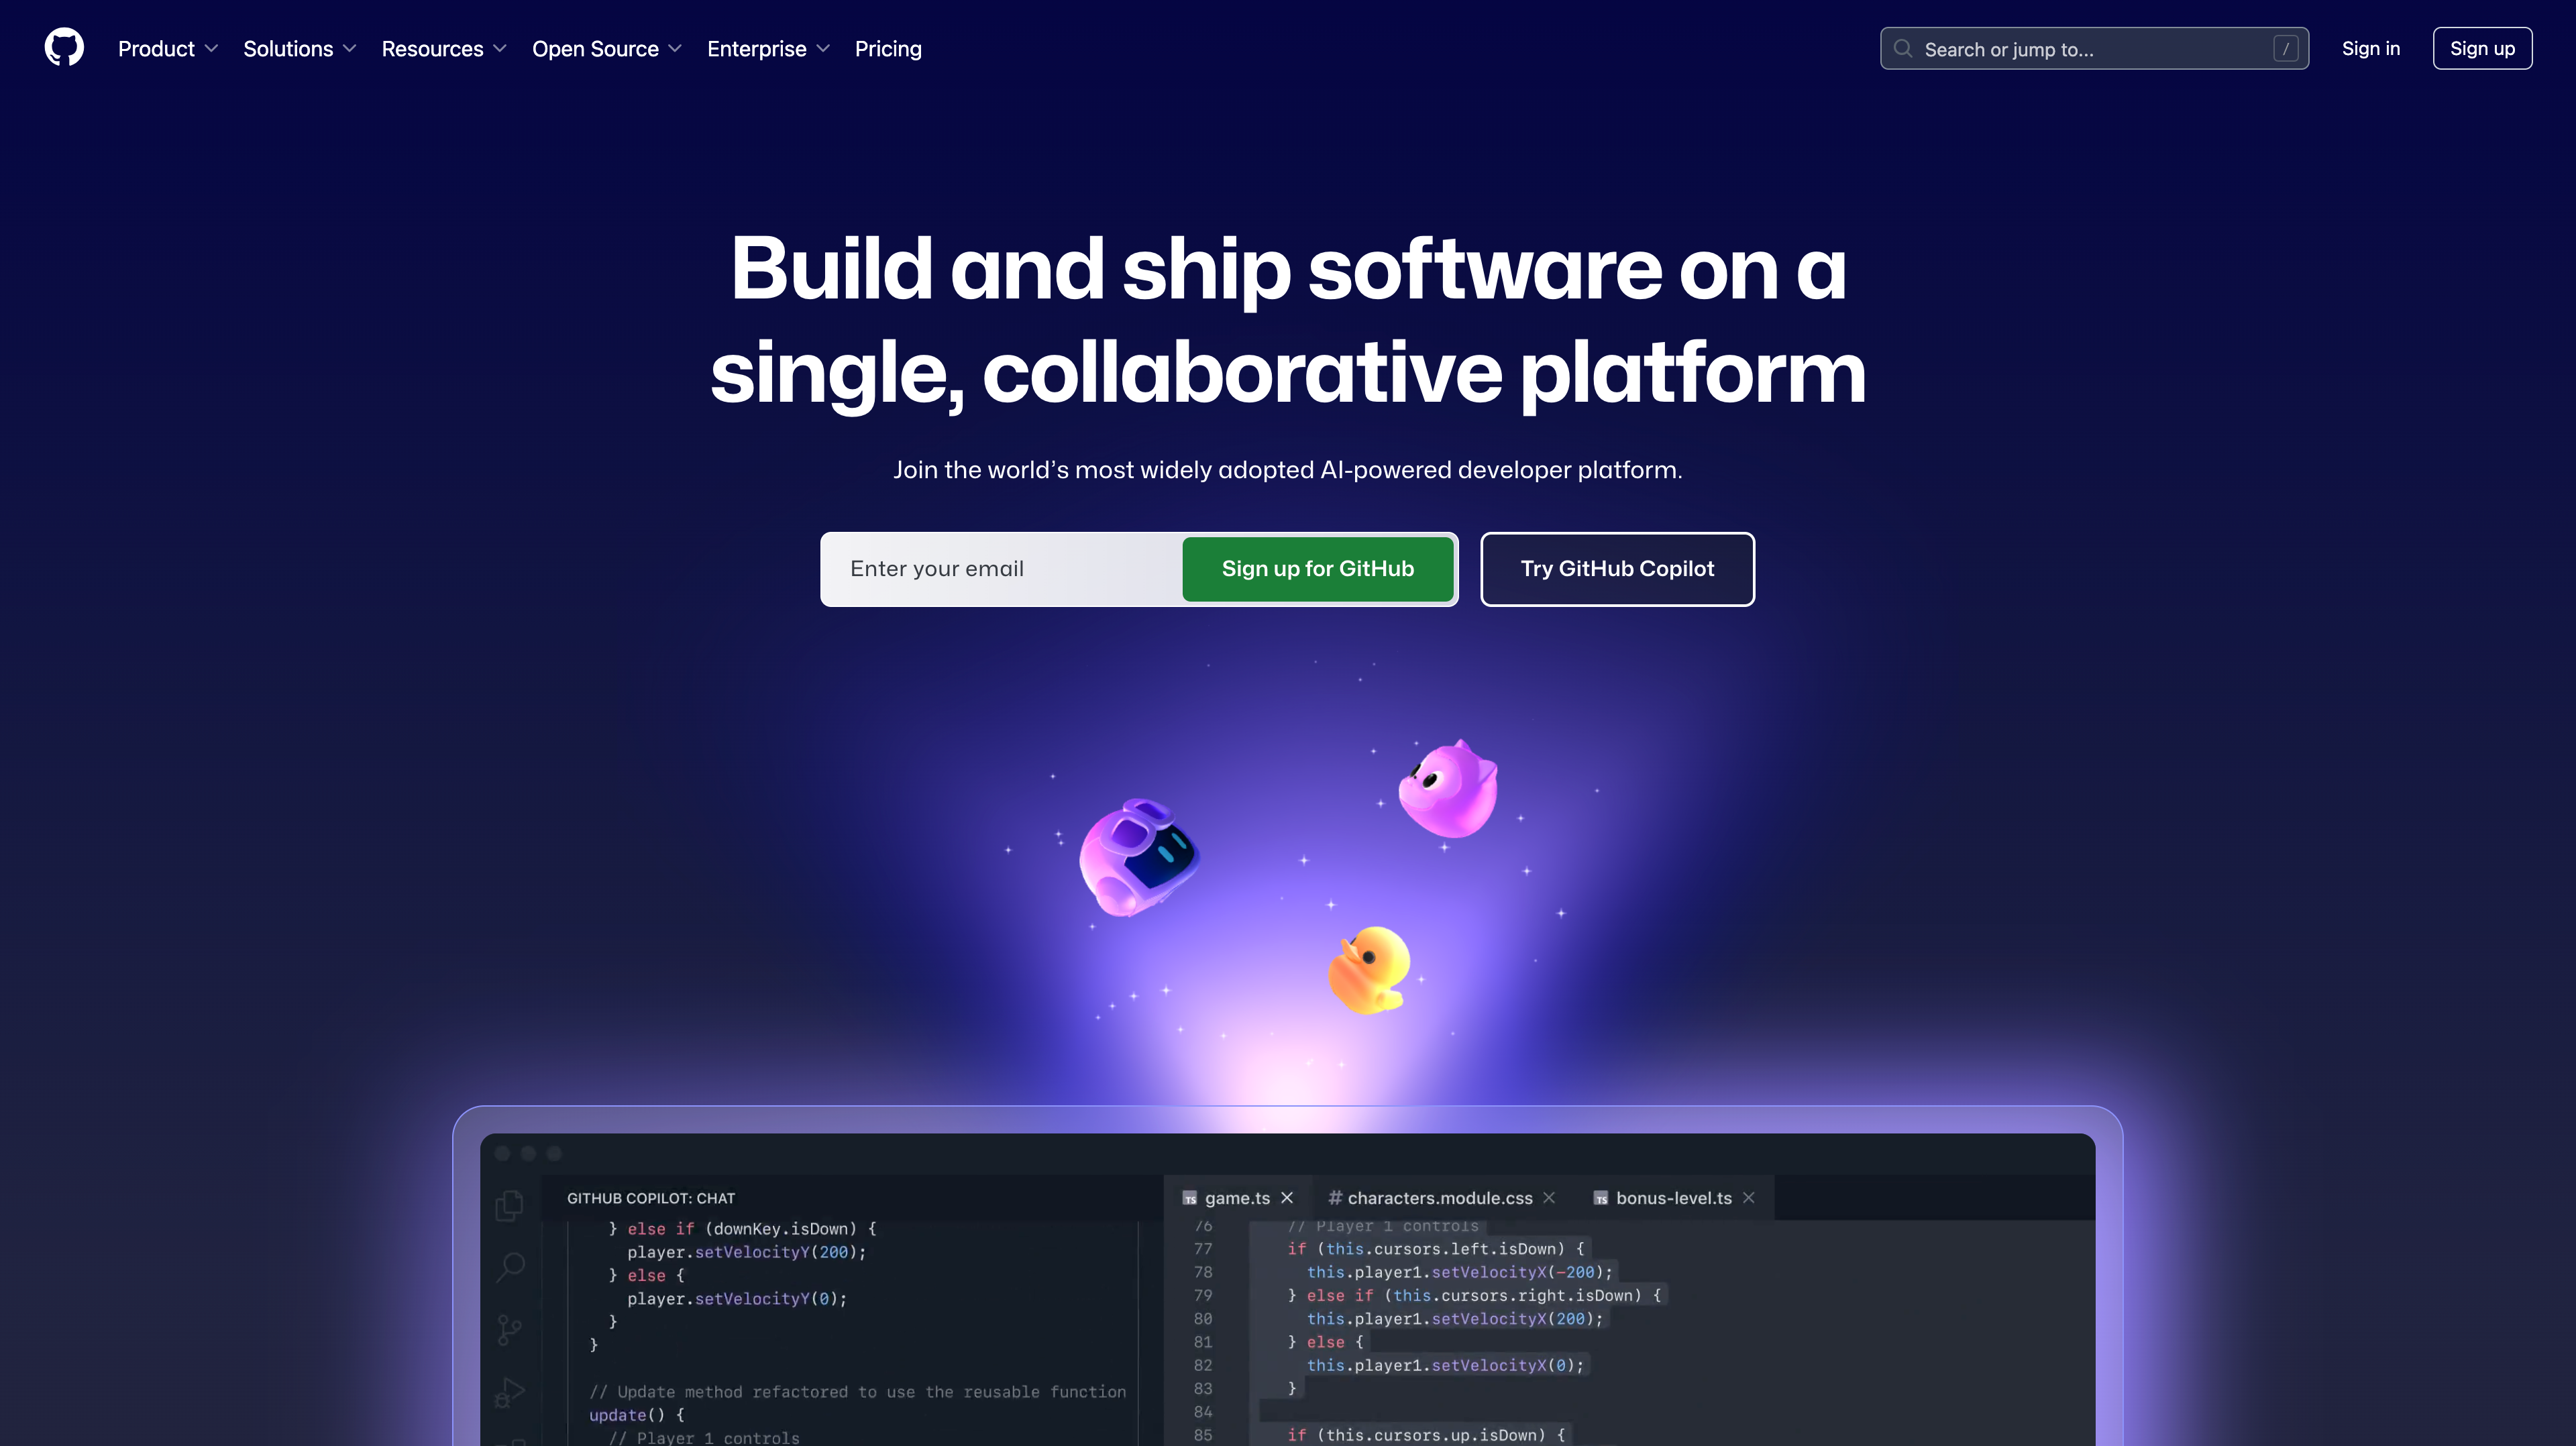 Product
Solutions
Resources
Open Source
Enterprise
Pricing
Search or jump to...
/
Sign in
Sign up
Build and ship software on a
single, collaborative platform
Join the world’s most widely adopted AI-powered developer platform.
Enter your email
Sign up for GitHub
Try GitHub Copilot
GITHUB COPILOT: CHAT
} else if (downKey.isDown) {
player.setVelocityY(200);
} else {
player.setVelocityY(0);
}
}
// Update method refactored to use the reusable function
update() {
// Player 1 controls
TS game.ts
# characters.module.css
TS bonus-level.ts
76 // Player 1 controls
77 if (this.cursors.left.isDown) {
78 this.player1.setVelocityX(-200);
79 } else if (this.cursors.right.isDown) {
80 this.player1.setVelocityX(200);
81 } else {
82 this.player1.setVelocityX(0);
83 }
84
85 if (this.cursors.up.isDown) {